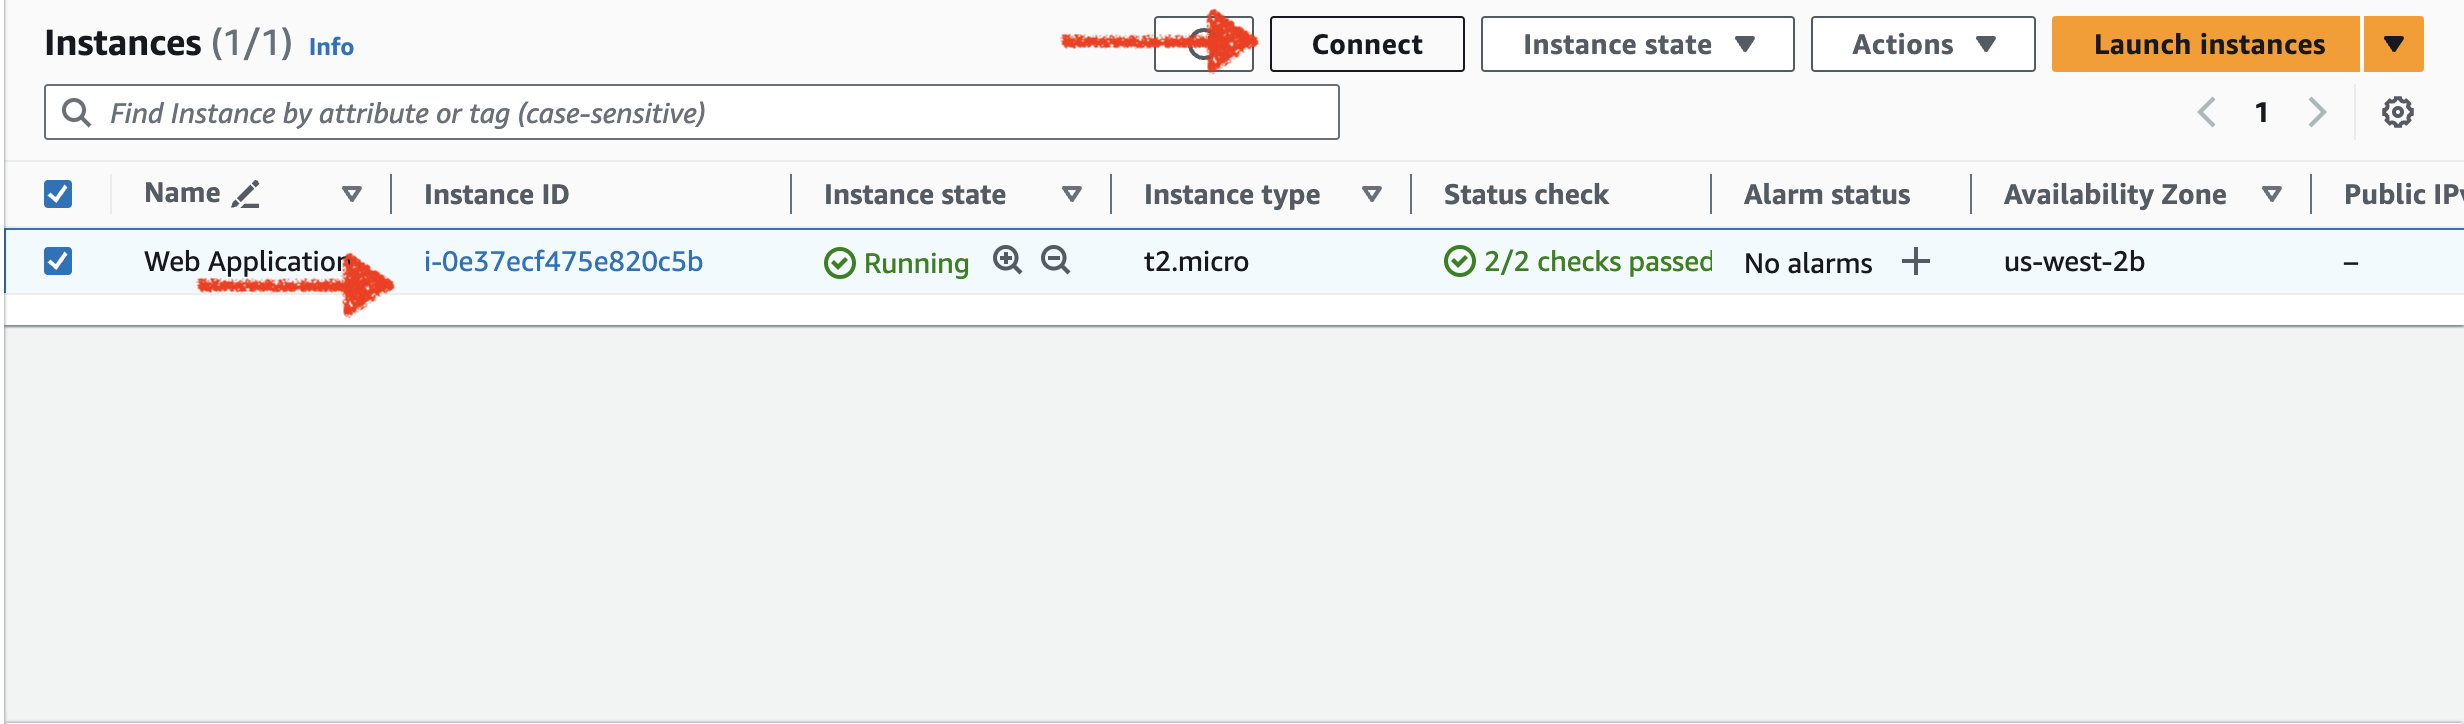 Instances (1/1) Info Connect Instance state Actions Launch instances
Find Instance by attribute or tag (case-sensitive) 1
Name Instance ID Instance state Instance type Status check Alarm status Availability Zone Public IPv
Web Application i-0e37ecf475e820c5b Running t2.micro 2/2 checks passed No alarms us-west-2b –